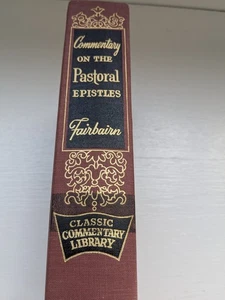 Commentary
ON THE
Pastoral
EPISTLES
Fairbairn
CLASSIC
COMMENTARY
LIBRARY